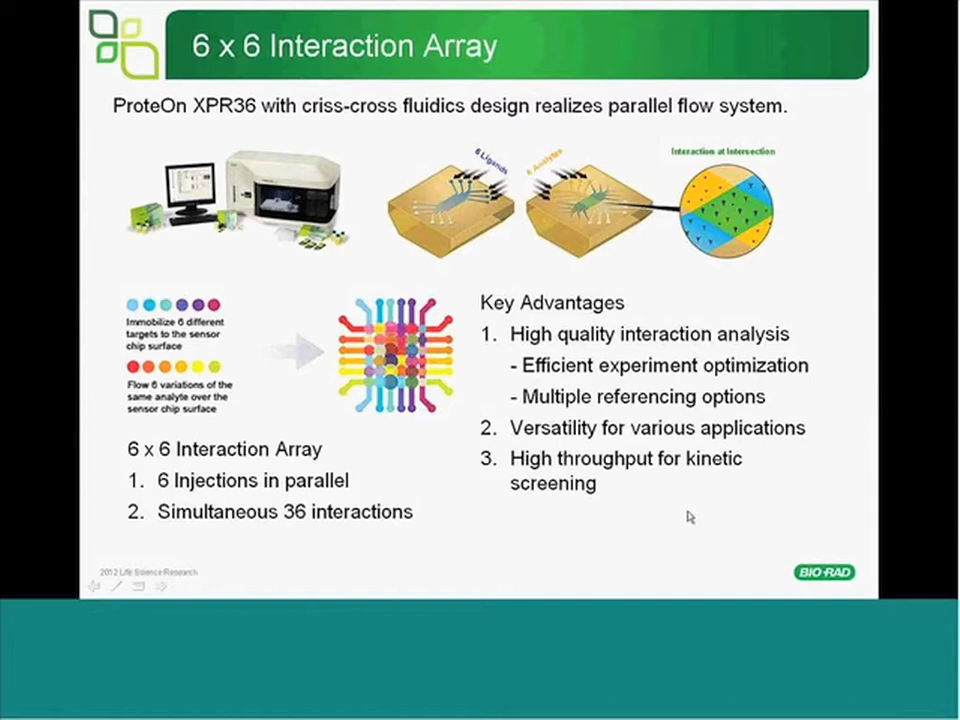 6 x 6 Interaction Array
ProteOn XPR36 with criss-cross fluidics design realizes parallel flow system.
6 Ligands
6 Analytes
Interaction at Intersection
Immobilize 6 different
targets to the sensor
chip surface
Flow 6 variations of the
same analyte over the
sensor chip surface
6 x 6 Interaction Array
1. 6 Injections in parallel
2. Simultaneous 36 interactions
Key Advantages
1. High quality interaction analysis
- Efficient experiment optimization
- Multiple referencing options
2. Versatility for various applications
3. High throughput for kinetic
screening
2012 Life Science Research
BIO-RAD